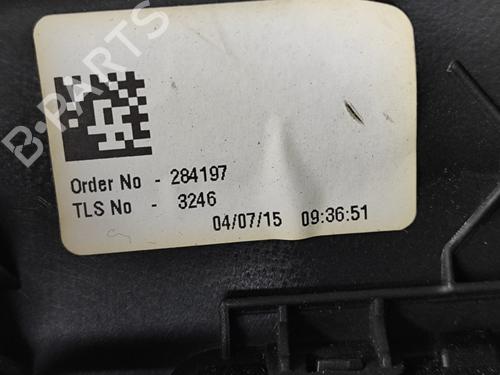 B-PARTS
Order No - 284197
TLS No - 3246
04/07/15 09:36:51